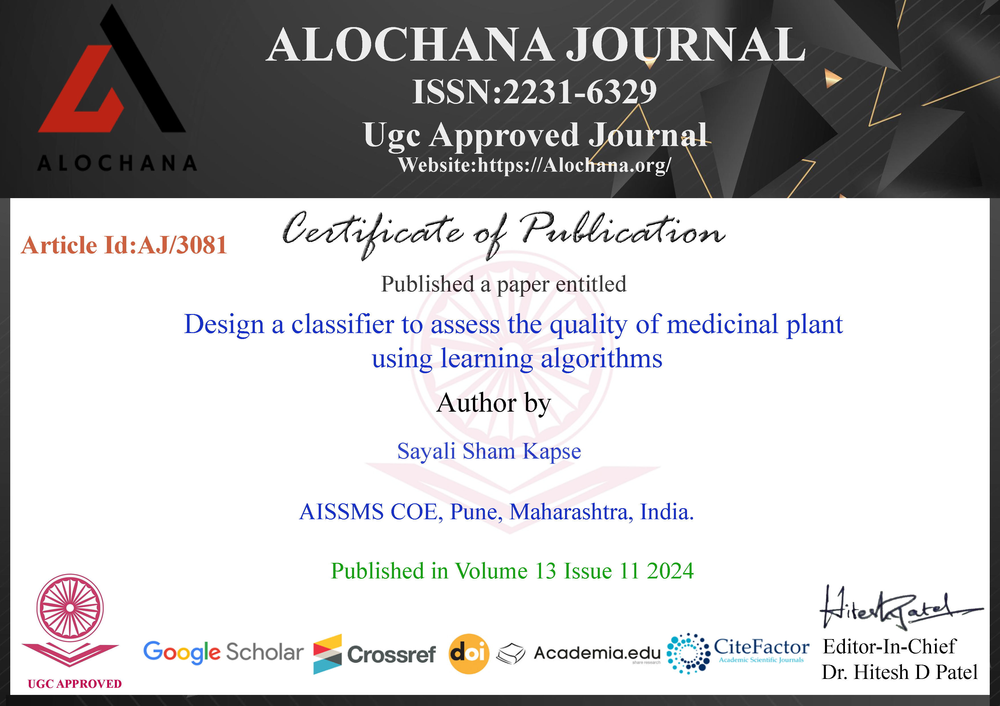 ALOCHANA JOURNAL
ISSN:2231-6329
Ugc Approved Journal
Website:https://Alochana.org/
ALOCHANA
Certificate of Publication
Article Id:AJ/3081
Published a paper entitled
Design a classifier to assess the quality of medicinal plant
using learning algorithms
Author by
Sayali Sham Kapse
AISSMS COE, Pune, Maharashtra, India.
Published in Volume 13 Issue 11 2024
Hitesh Patel
Google Scholar
Crossref
doi
Academia.edu
share research
CiteFactor
Academic Scientific Journals
Editor-In-Chief
Dr. Hitesh D Patel
UGC APPROVED